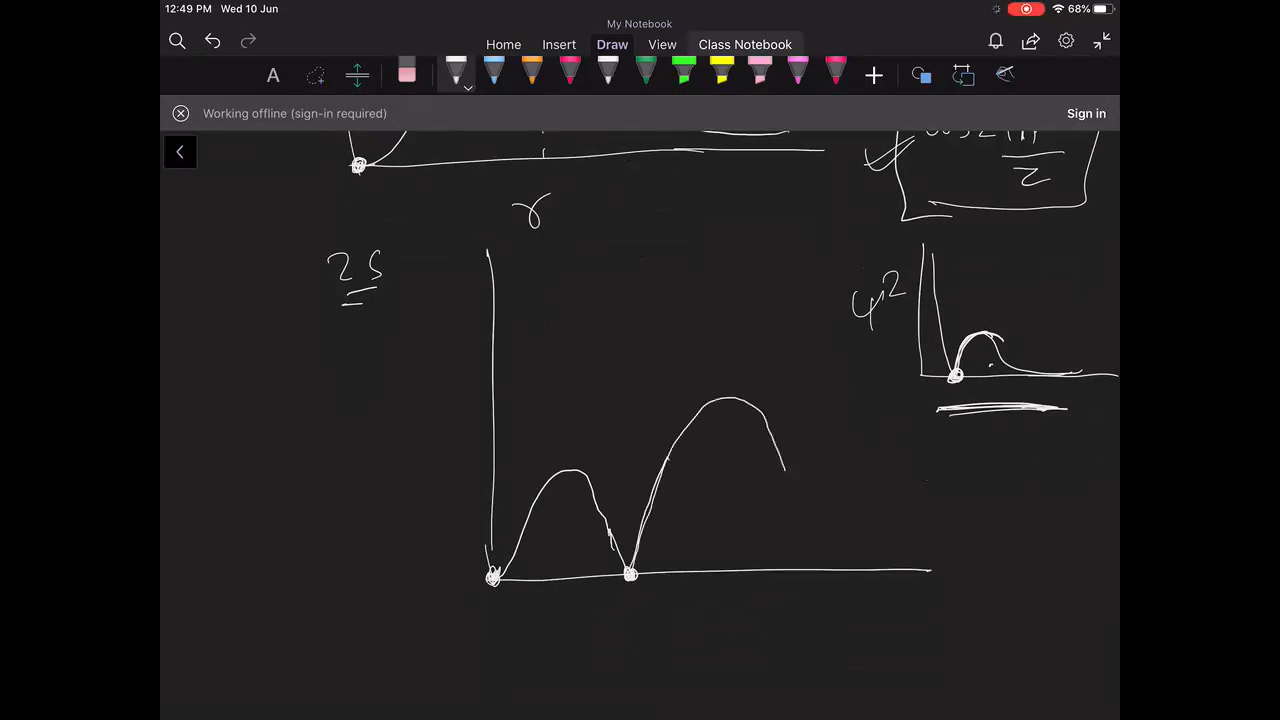 12:49 PM Wed 10 Jun
68%
My Notebook
Home Insert Draw View Class Notebook
A
Working offline (sign-in required)
Sign in
2
γ
2s
ψ²